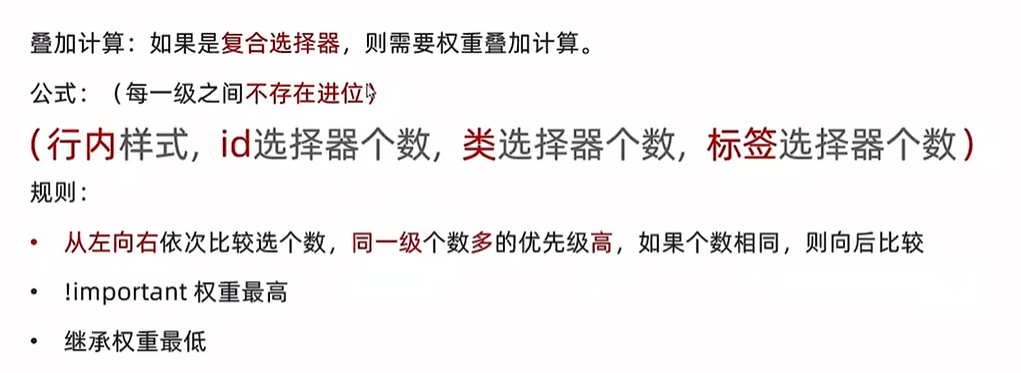 叠加计算：如果是复合选择器，则需要权重叠加计算。
公式：（每一级之间不存在进位）
（行内样式，id选择器个数，类选择器个数，标签选择器个数）
规则：
• 从左向右依次比较选个数，同一级个数多的优先级高，如果个数相同，则向后比较
• !important 权重最高
• 继承权重最低